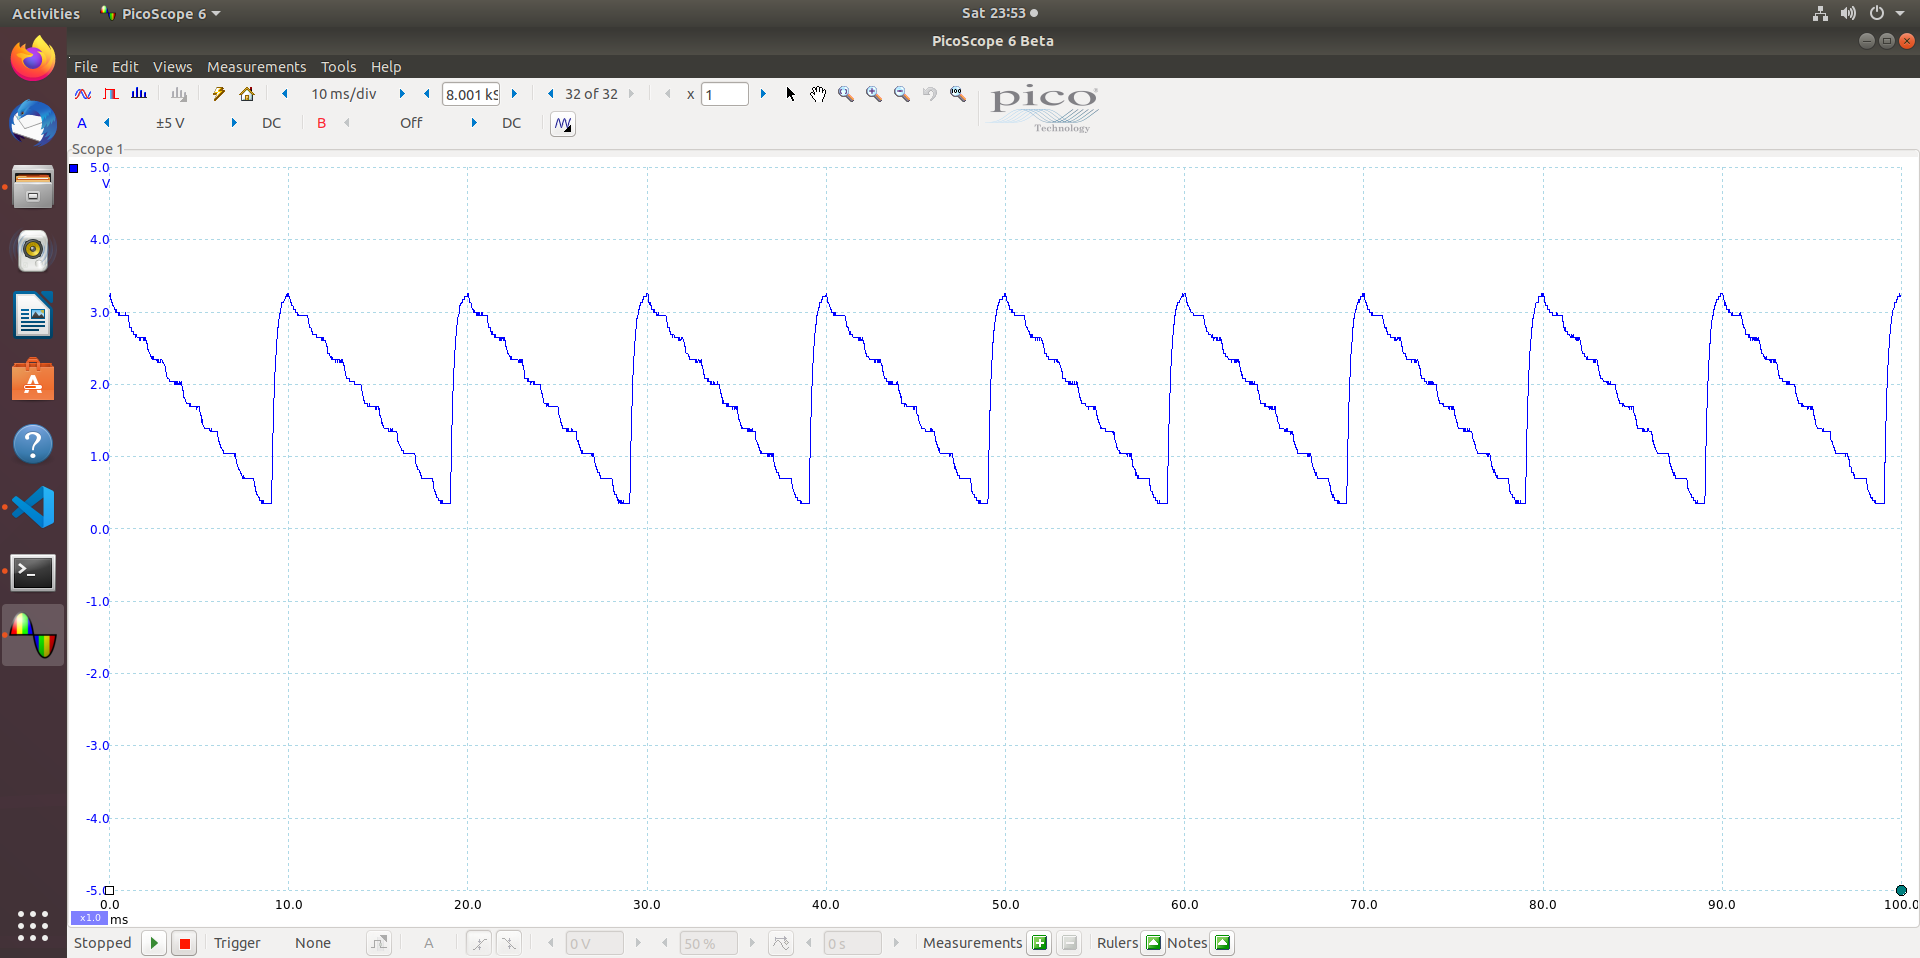 Activities PicoScope 6 Sat 23:53
PicoScope 6 Beta
File Edit Views Measurements Tools Help
10 ms/div 8.001 kS 32 of 32 x 1
pico
Technology
A ±5 V DC B Off DC
Scope 1
5.0
V
4.0
3.0
2.0
1.0
0.0
-1.0
-2.0
-3.0
-4.0
-5.0
0.0 10.0 20.0 30.0 40.0 50.0 60.0 70.0 80.0 90.0 100.0
x1.0 ms
Stopped Trigger None A 0 V 50 % 0 s Measurements Rulers Notes